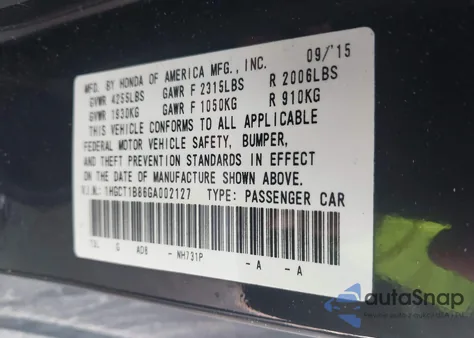 MFD. BY HONDA OF AMERICA MFG., INC. 09/'15
GVWR 4255LBS GAWR F 2315LBS R 2006LBS
GVWR 1930KG GAWR F 1050KG R 910KG
THIS VEHICLE CONFORMS TO ALL APPLICABLE
FEDERAL MOTOR VEHICLE SAFETY, BUMPER,
AND THEFT PREVENTION STANDARDS IN EFFECT
ON THE DATE OF MANUFACTURE SHOWN ABOVE.
V.I.N. 1HGCT1B86GA002127 TYPE: PASSENGER CAR
G AD8 - NH731P - A - A
autoSnap